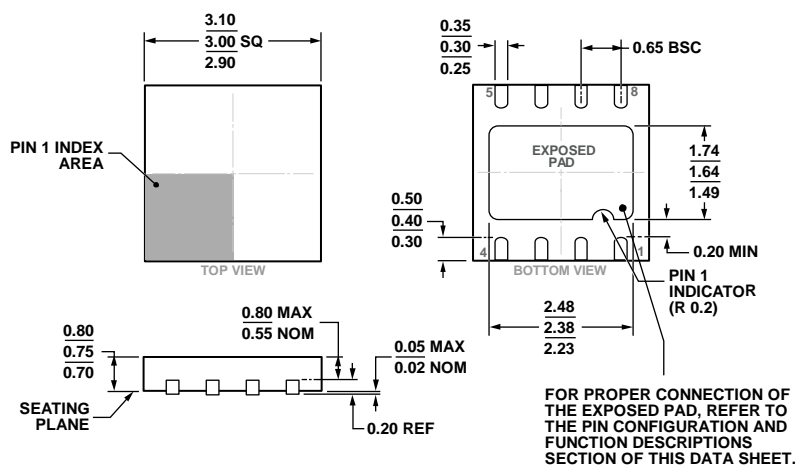 3.10
3.00 SQ
2.90
0.35
0.30
0.25
0.65 BSC
PIN 1 INDEX
AREA
TOP VIEW
5
8
EXPOSED
PAD
4
1
BOTTOM VIEW
1.74
1.64
1.49
0.50
0.40
0.30
0.20 MIN
PIN 1
INDICATOR
(R 0.2)
2.48
2.38
2.23
0.80
0.75
0.70
0.80 MAX
0.55 NOM
0.05 MAX
0.02 NOM
SEATING
PLANE
0.20 REF
FOR PROPER CONNECTION OF
THE EXPOSED PAD, REFER TO
THE PIN CONFIGURATION AND
FUNCTION DESCRIPTIONS
SECTION OF THIS DATA SHEET.